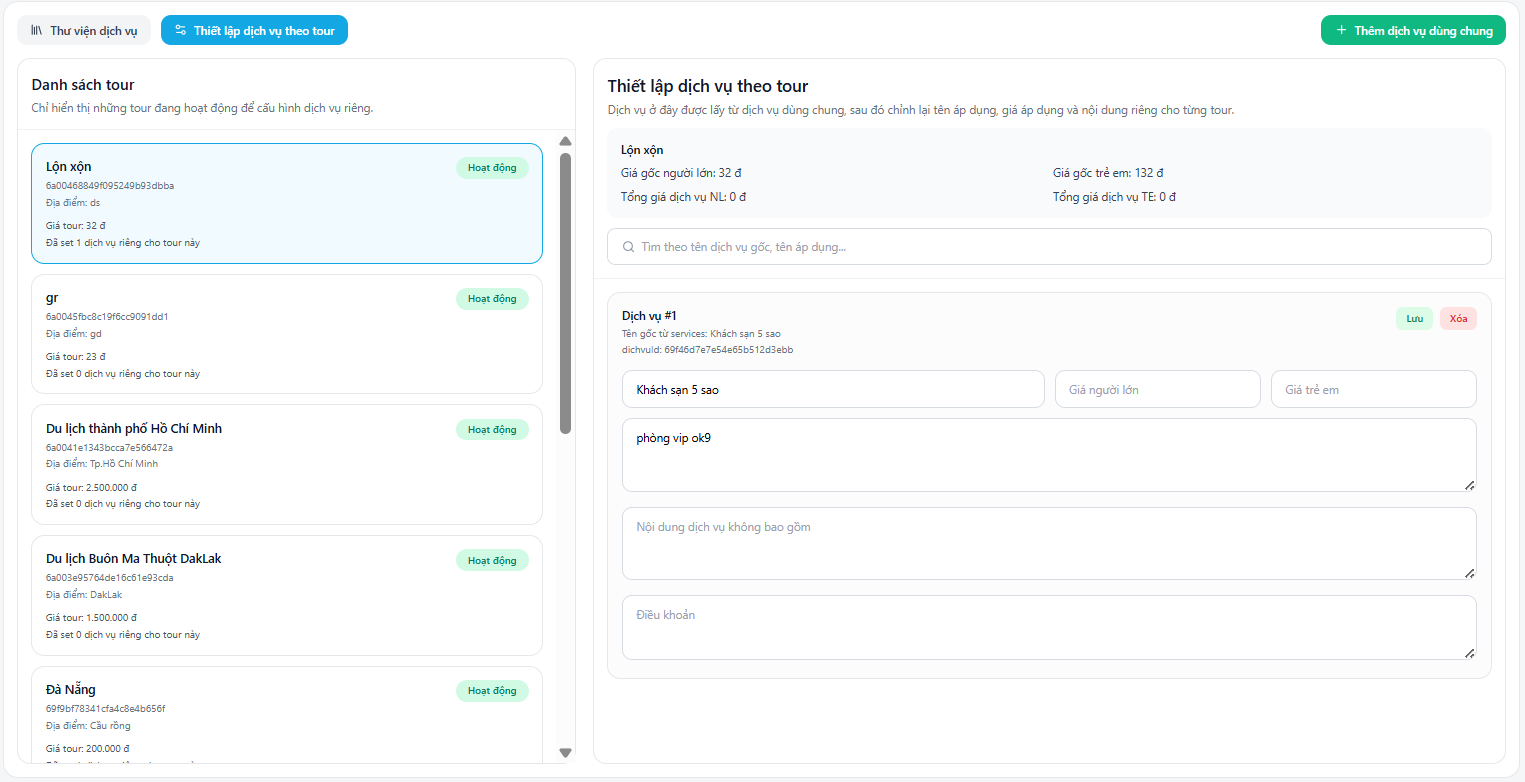 Thư viện dịch vụ
Thiết lập dịch vụ theo tour
Thêm dịch vụ dùng chung
Danh sách tour
Chỉ hiển thị những tour đang hoạt động để cấu hình dịch vụ riêng.
Lộn xộn
Hoạt động
6a00468849f095249b93dbba
Địa điểm: ds
Giá tour: 32 đ
Đã set 1 dịch vụ riêng cho tour này
gr
Hoạt động
6a0045fbc8c19f6cc9091dd1
Địa điểm: gd
Giá tour: 23 đ
Đã set 0 dịch vụ riêng cho tour này
Du lịch thành phố Hồ Chí Minh
Hoạt động
6a0041e1343bcca7e566472a
Địa điểm: Tp.Hồ Chí Minh
Giá tour: 2.500.000 đ
Đã set 0 dịch vụ riêng cho tour này
Du lịch Buôn Ma Thuột DakLak
Hoạt động
6a003e95764de16c61e93cda
Địa điểm: DakLak
Giá tour: 1.500.000 đ
Đã set 0 dịch vụ riêng cho tour này
Đà Nẵng
Hoạt động
69f9bf78341cfa4c8e4b656f
Địa điểm: Cầu rồng
Giá tour: 200.000 đ
Thiết lập dịch vụ theo tour
Dịch vụ ở đây được lấy từ dịch vụ dùng chung, sau đó chỉnh lại tên áp dụng, giá áp dụng và nội dung riêng cho từng tour.
Lộn xộn
Giá gốc người lớn: 32 đ
Giá gốc trẻ em: 132 đ
Tổng giá dịch vụ NL: 0 đ
Tổng giá dịch vụ TE: 0 đ
Tìm theo tên dịch vụ gốc, tên áp dụng...
Dịch vụ #1
Lưu
Xóa
Tên gốc từ services: Khách sạn 5 sao
dichvuId: 69f46d7e7e54e65b512d3ebb
Khách sạn 5 sao
Giá người lớn
Giá trẻ em
phòng vip ok9
Nội dung dịch vụ không bao gồm
Điều khoản